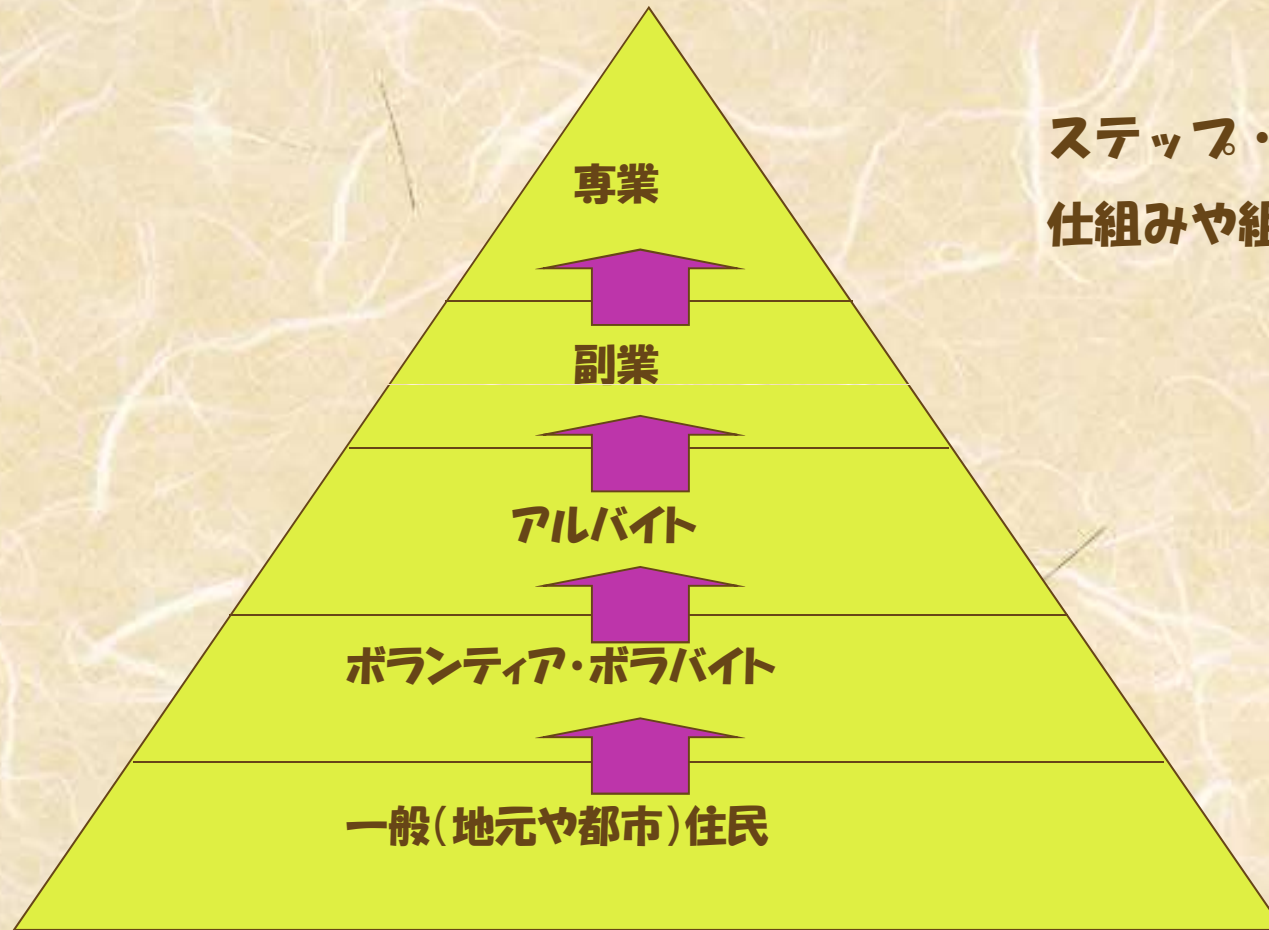 専業
ステップ・
仕組みや組
副業
アルバイト
ボランティア・ボラバイト
一般(地元や都市)住民